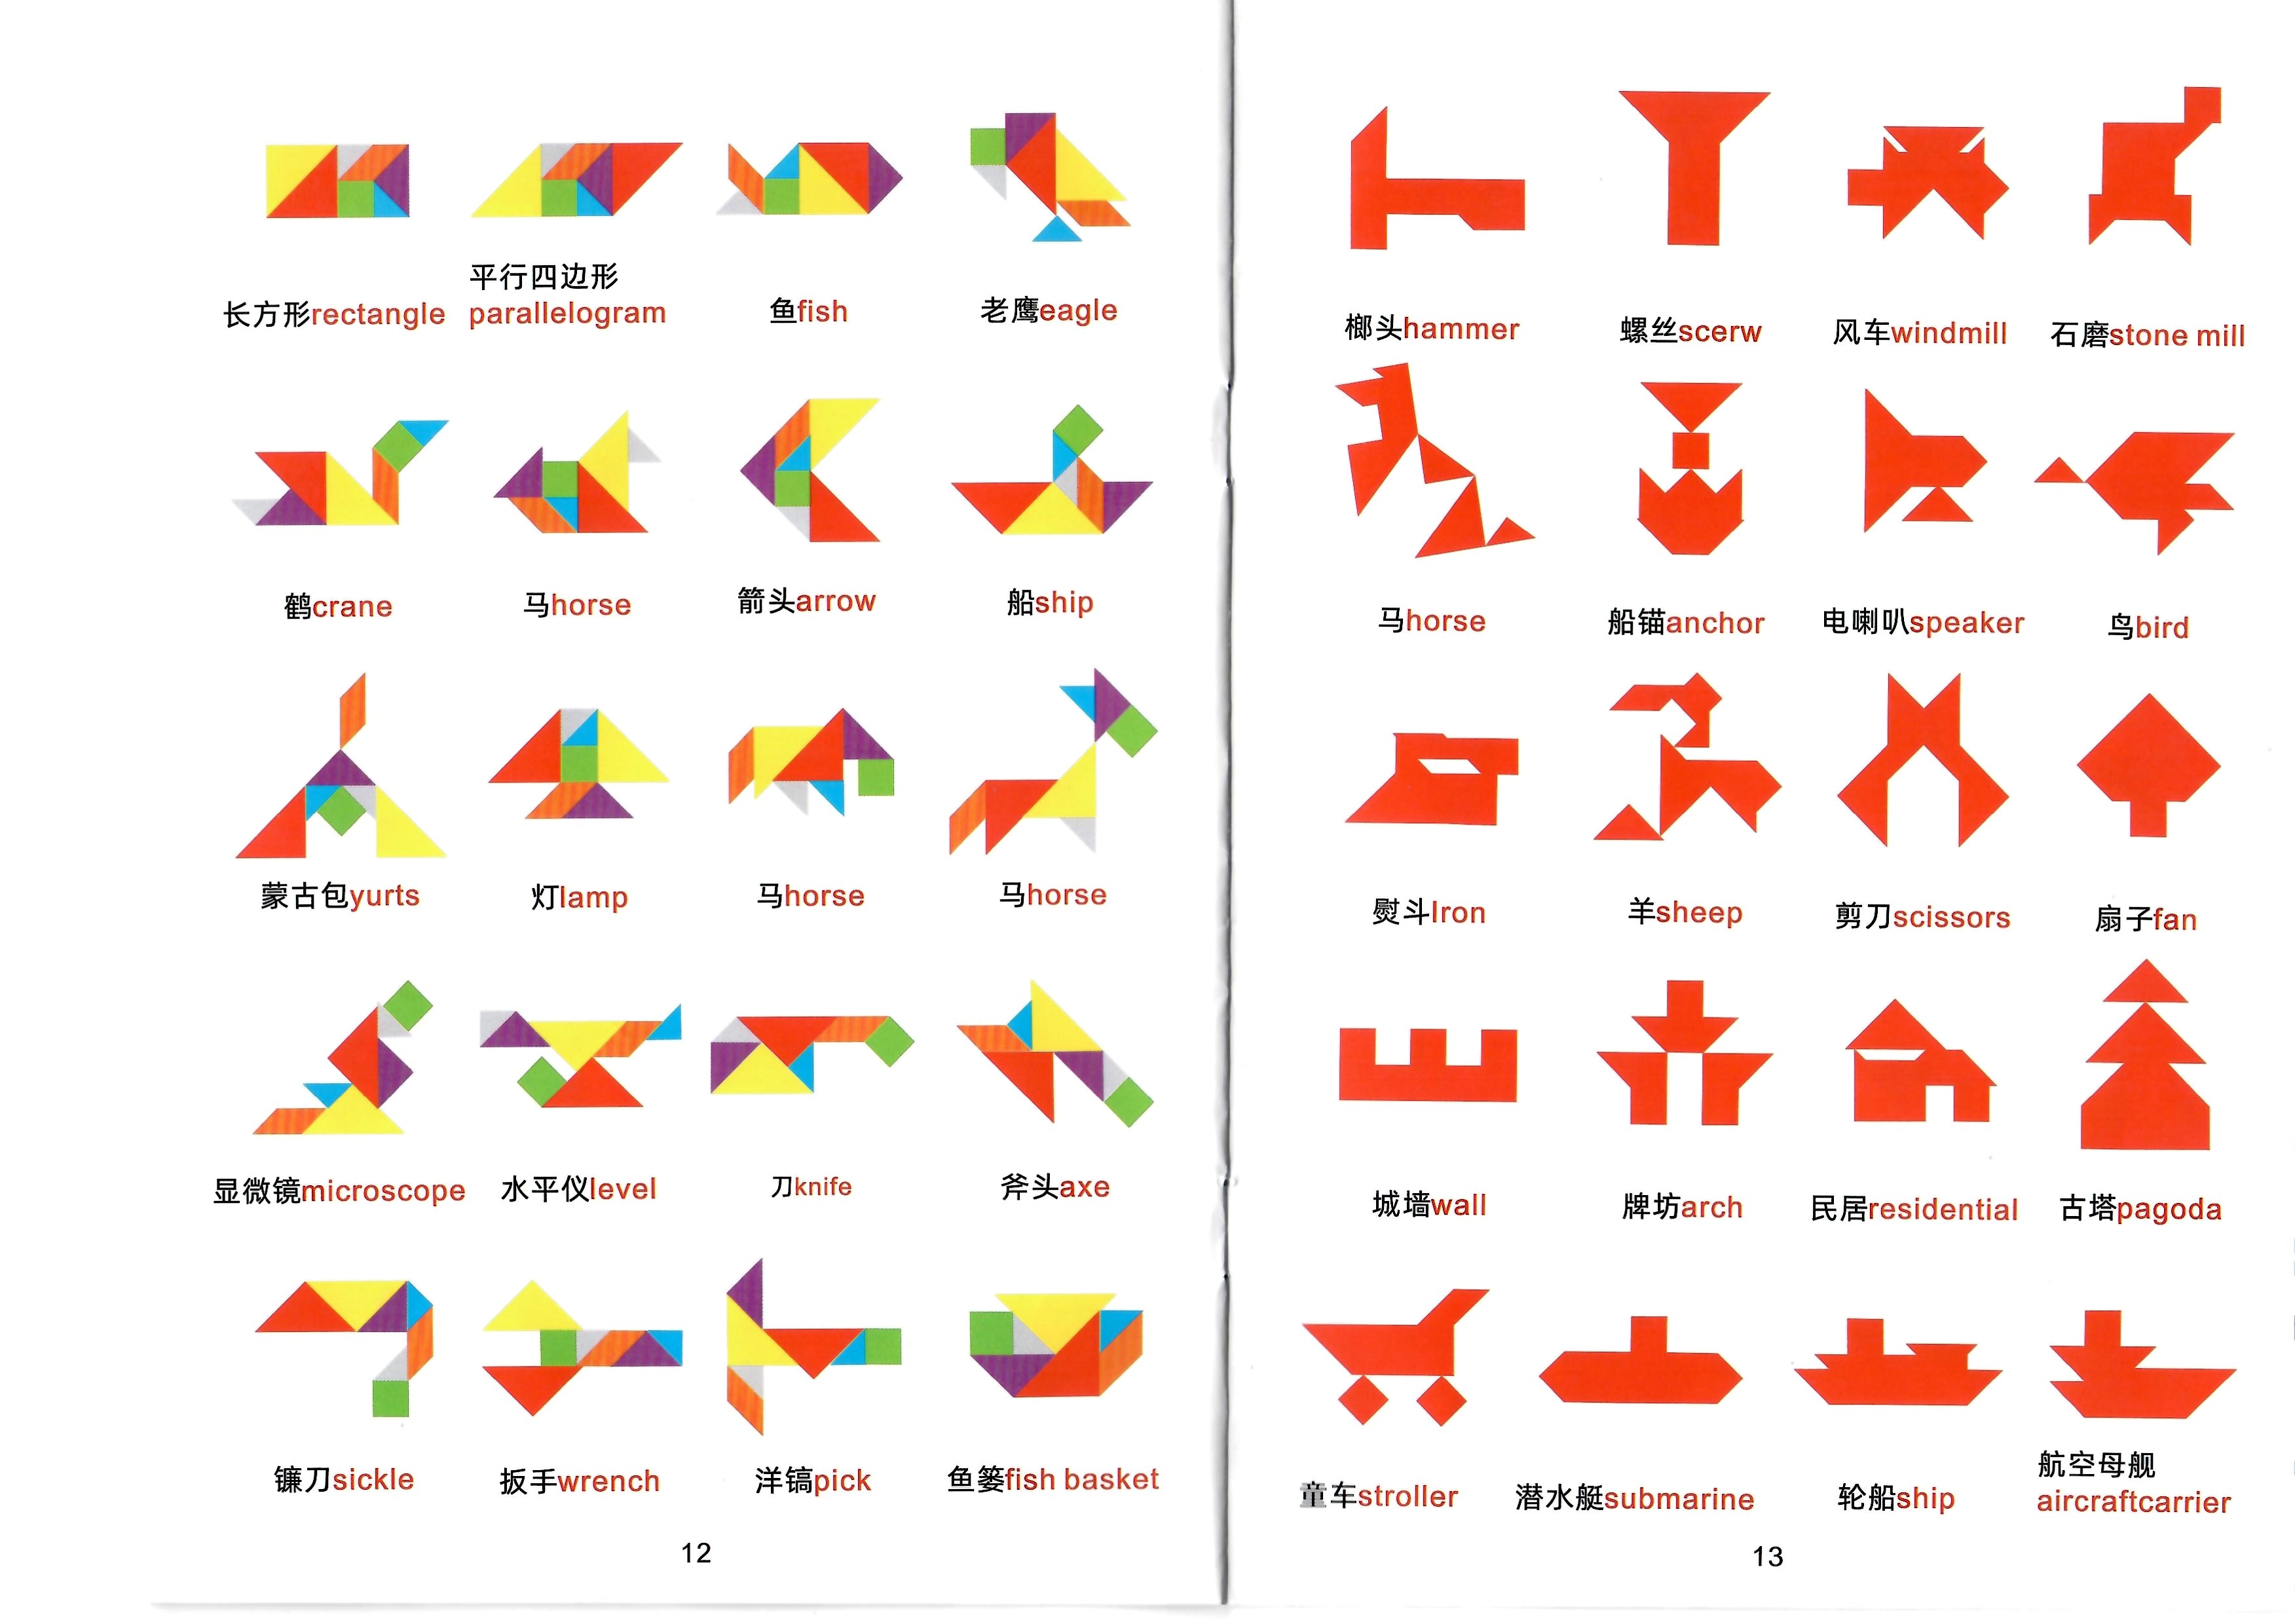 长方形rectangle
平行四边形
parallelogram
鱼fish
老鹰eagle
鹤crane
马horse
箭头arrow
船ship
蒙古包yurts
灯lamp
马horse
马horse
显微镜microscope
水平仪level
刀knife
斧头axe
镰刀sickle
扳手wrench
洋镐pick
鱼篓fish basket
12
榔头hammer
螺丝scerw
风车windmill
石磨stone mill
马horse
船锚anchor
电喇叭speaker
鸟bird
熨斗Iron
羊sheep
剪刀scissors
扇子fan
城墙wall
牌坊arch
民居residential
古塔pagoda
童车stroller
潜水艇submarine
轮船ship
航空母舰
aircraftcarrier
13